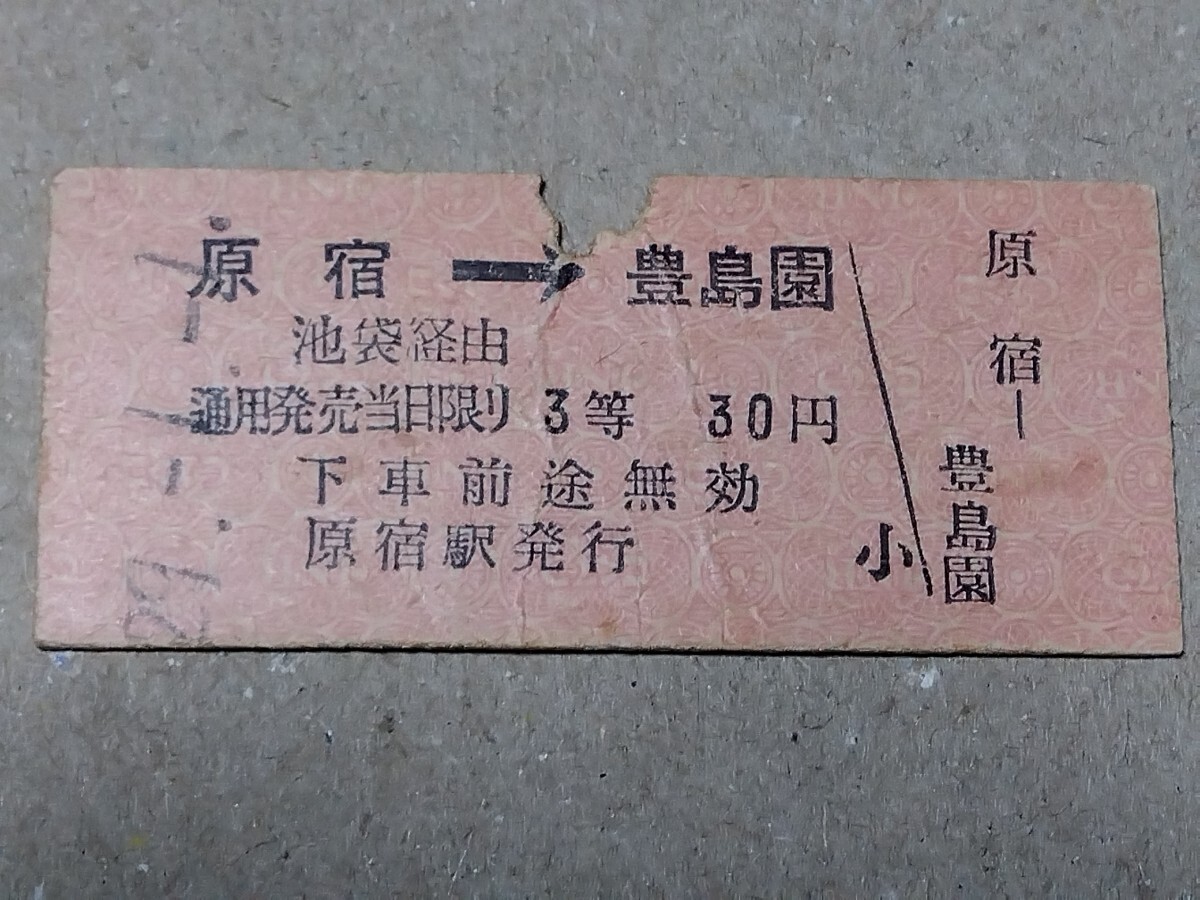 原宿→豊島園
池袋経由
通用発売当日限り 3等 30円
下車前途無効
原宿駅発行
小
原宿―豊島園